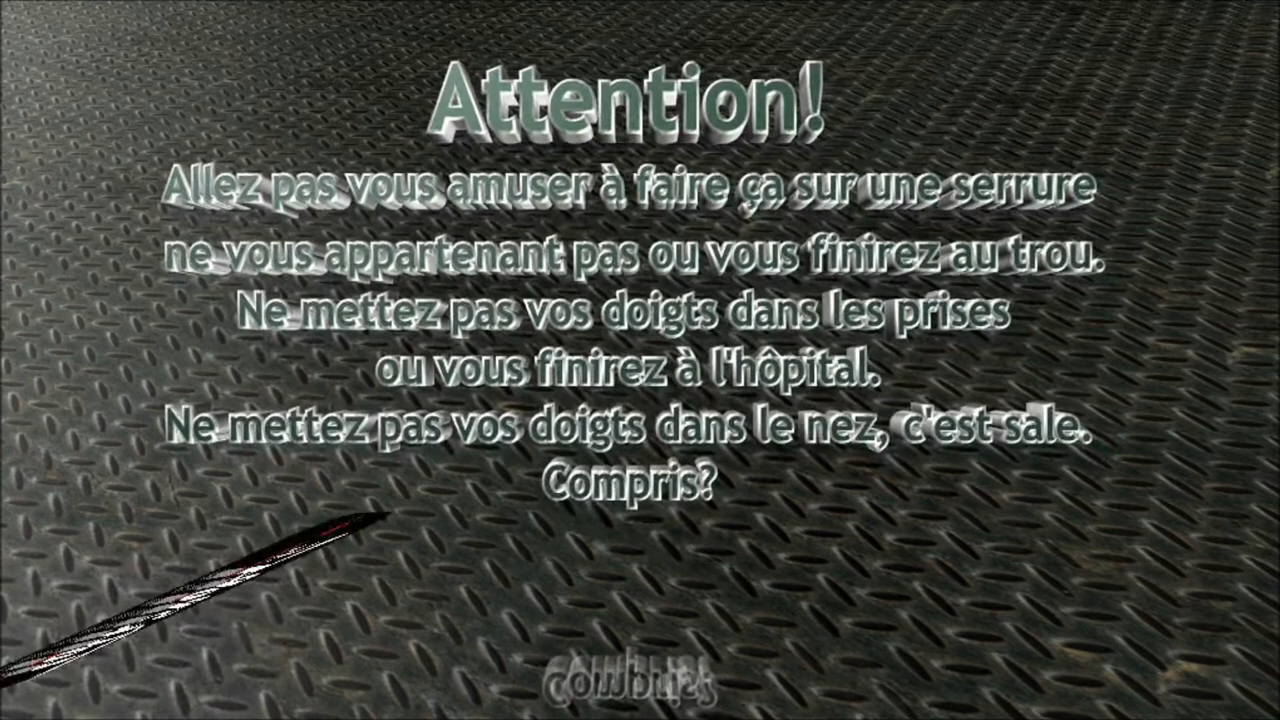 Attention!
Allez pas vous amuser à faire ça sur une serrure
ne vous appartenant pas ou vous finirez au trou.
Ne mettez pas vos doigts dans les prises
ou vous finirez à l'hôpital.
Ne mettez pas vos doigts dans le nez, c'est sale.
Compris?